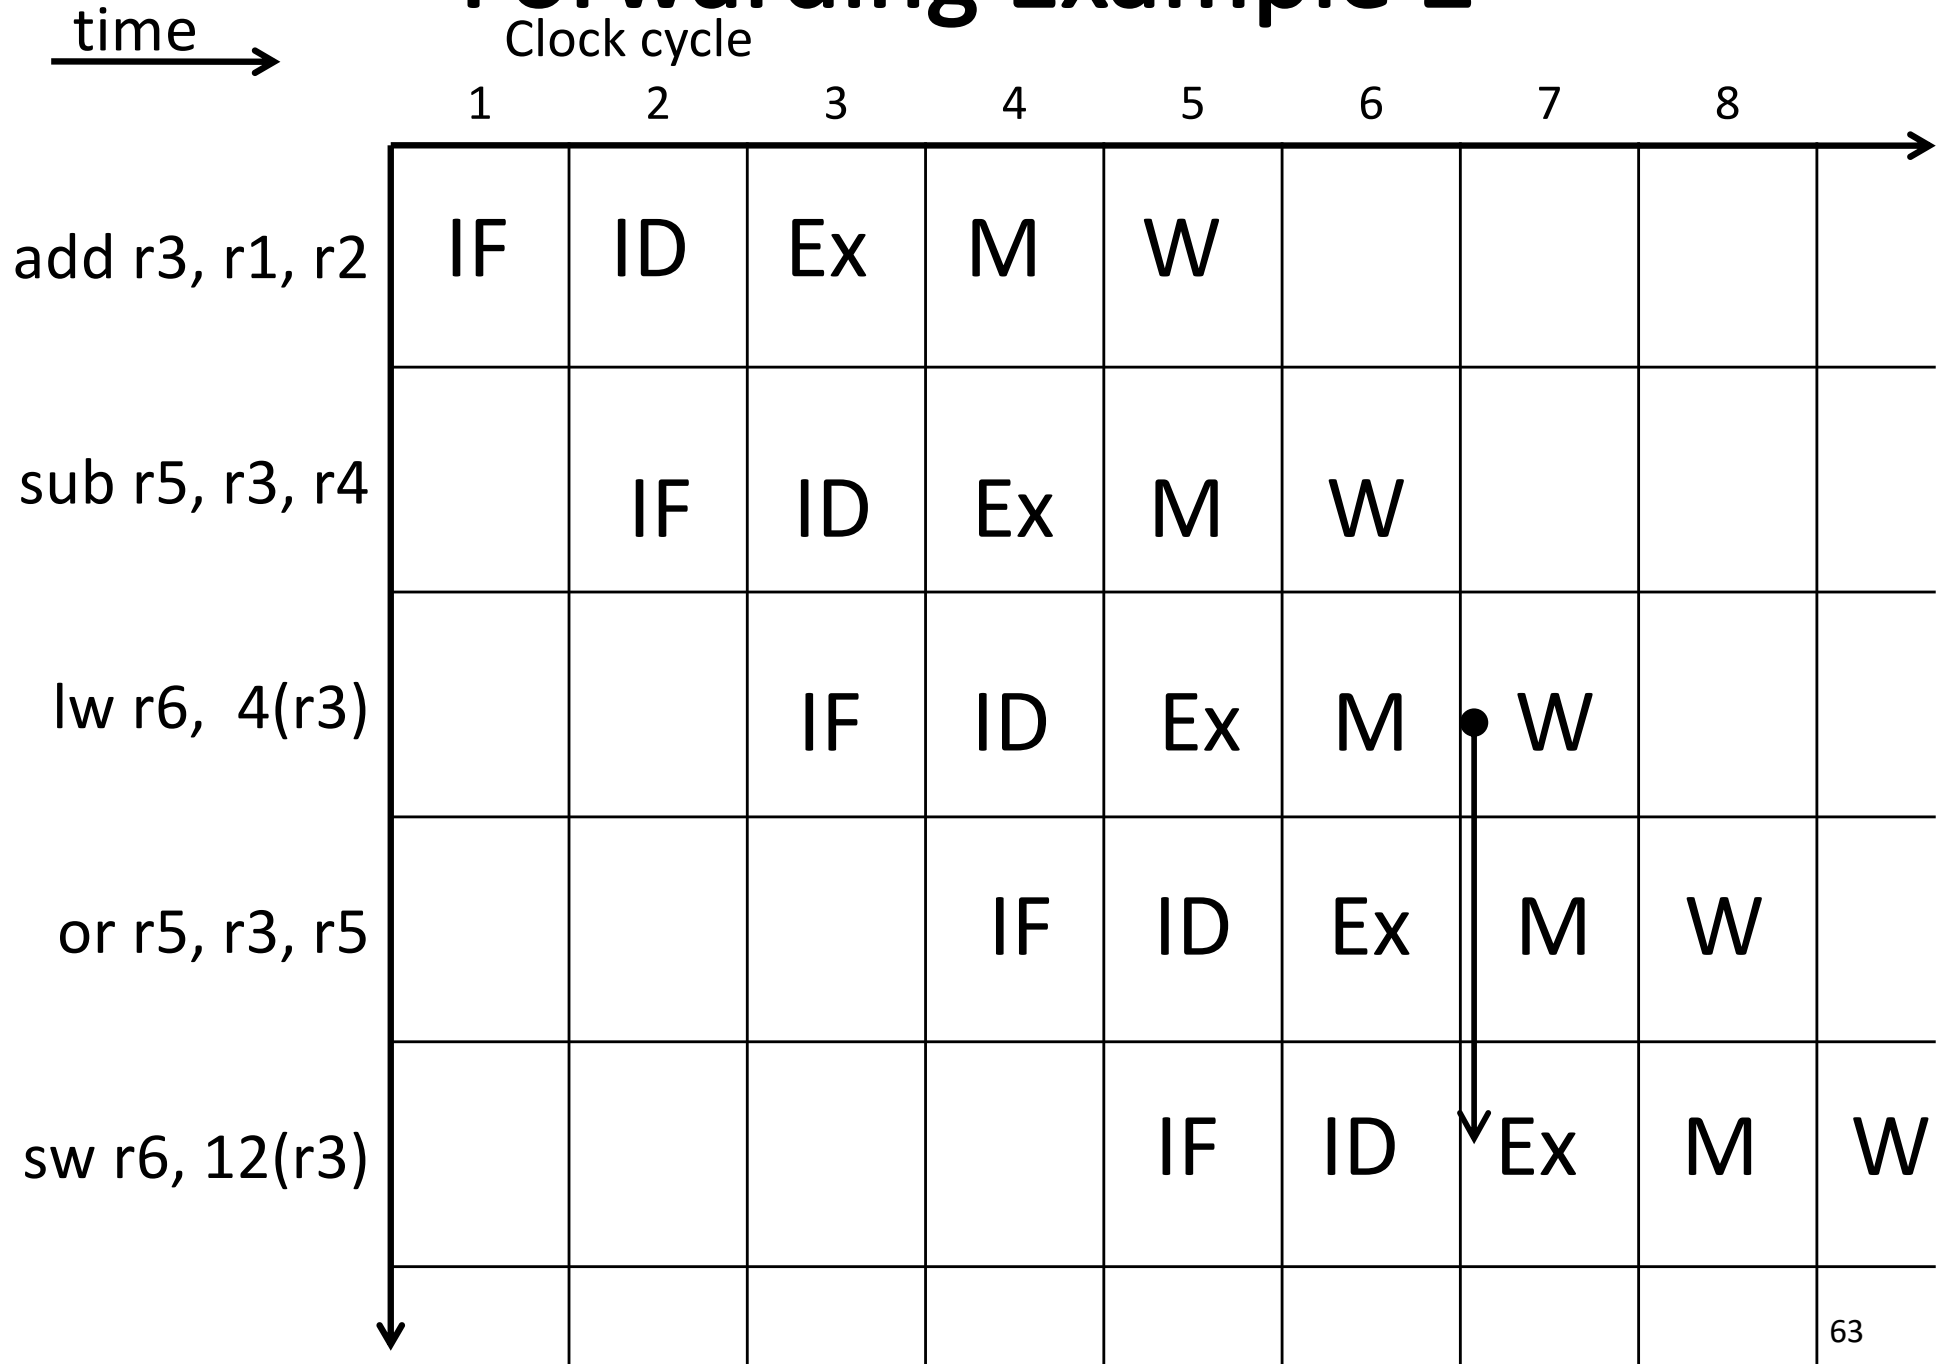 time
Clock cycle
1 2 3 4 5 6 7 8
add r3, r1, r2 IF ID Ex M W
sub r5, r3, r4 IF ID Ex M W
lw r6, 4(r3) IF ID Ex M W
or r5, r3, r5 IF ID Ex M W
sw r6, 12(r3) IF ID Ex M W
63